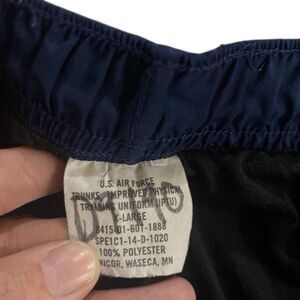 U.S. AIR FORCE
TRUNKS, IMPROVED PHYSICAL
TRAINING UNIFORM (IPTU)
X-LARGE
8415-01-601-1888
SPE1C1-14-D-1020
100% POLYESTER
UNICOR, WASECA, MN